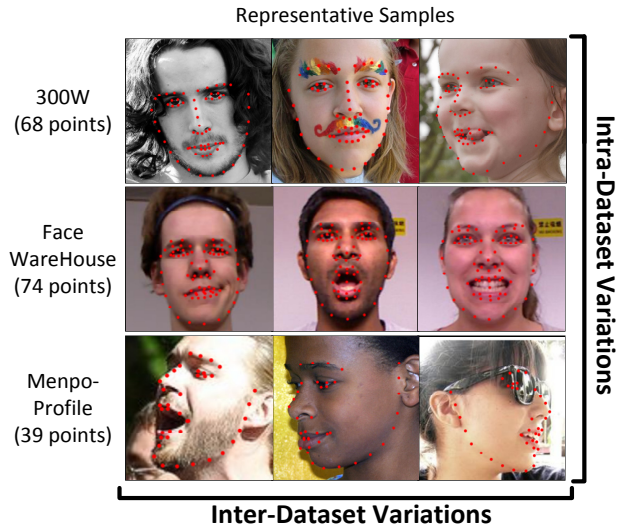 Representative Samples
300W
(68 points)
Face
WareHouse
(74 points)
Menpo-
Profile
(39 points)
Intra-Dataset Variations
Inter-Dataset Variations